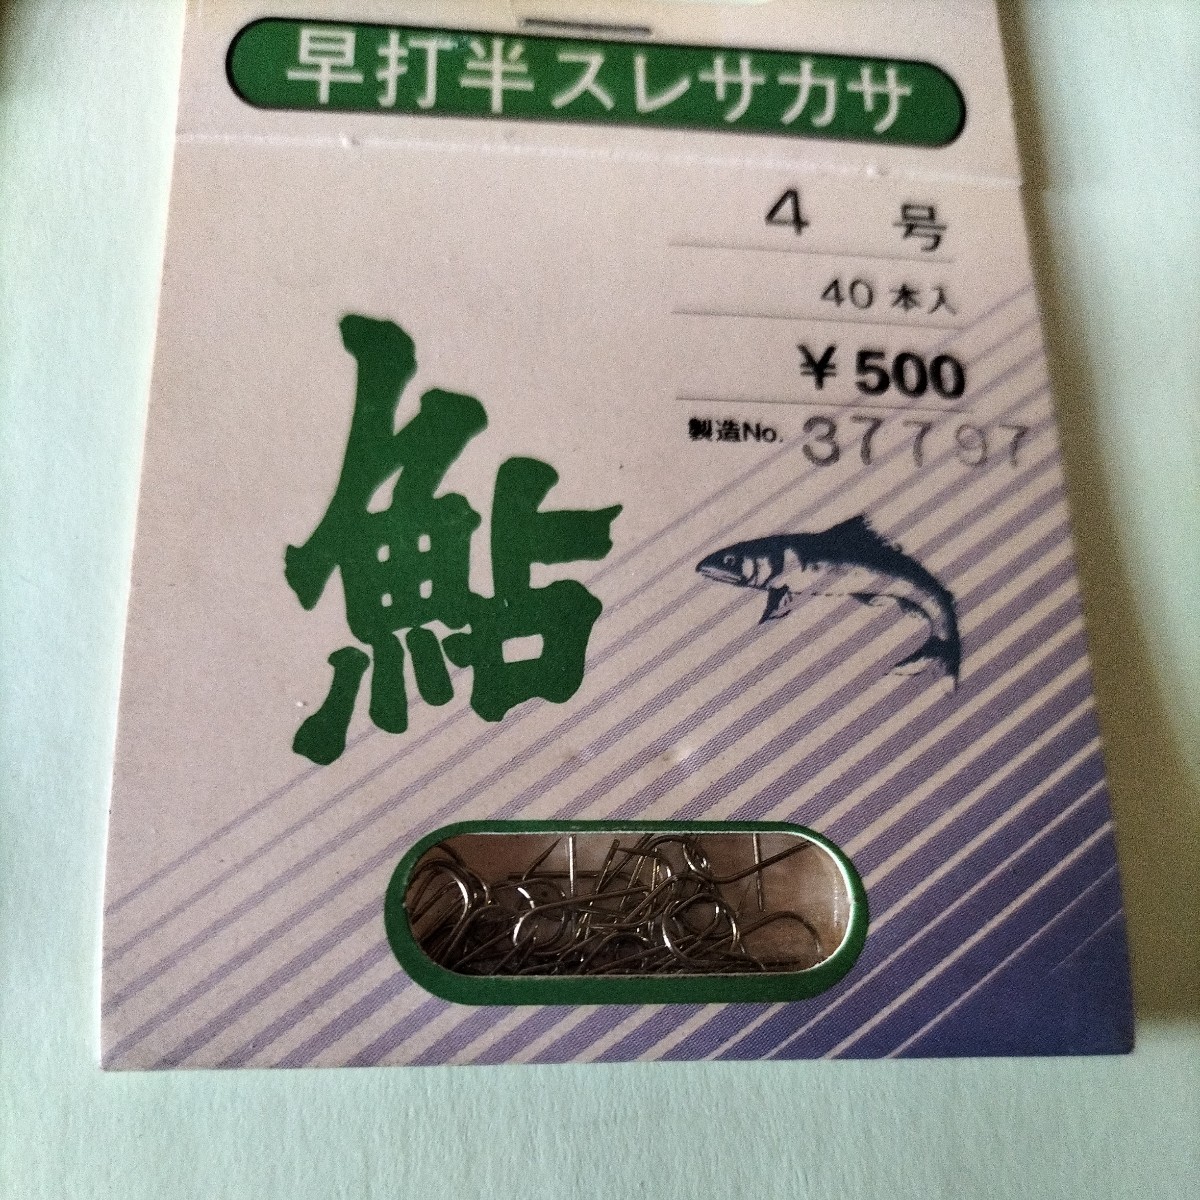 早打半スレサカサ
4 号
40 本入
¥500
製造No. 37797
鮎